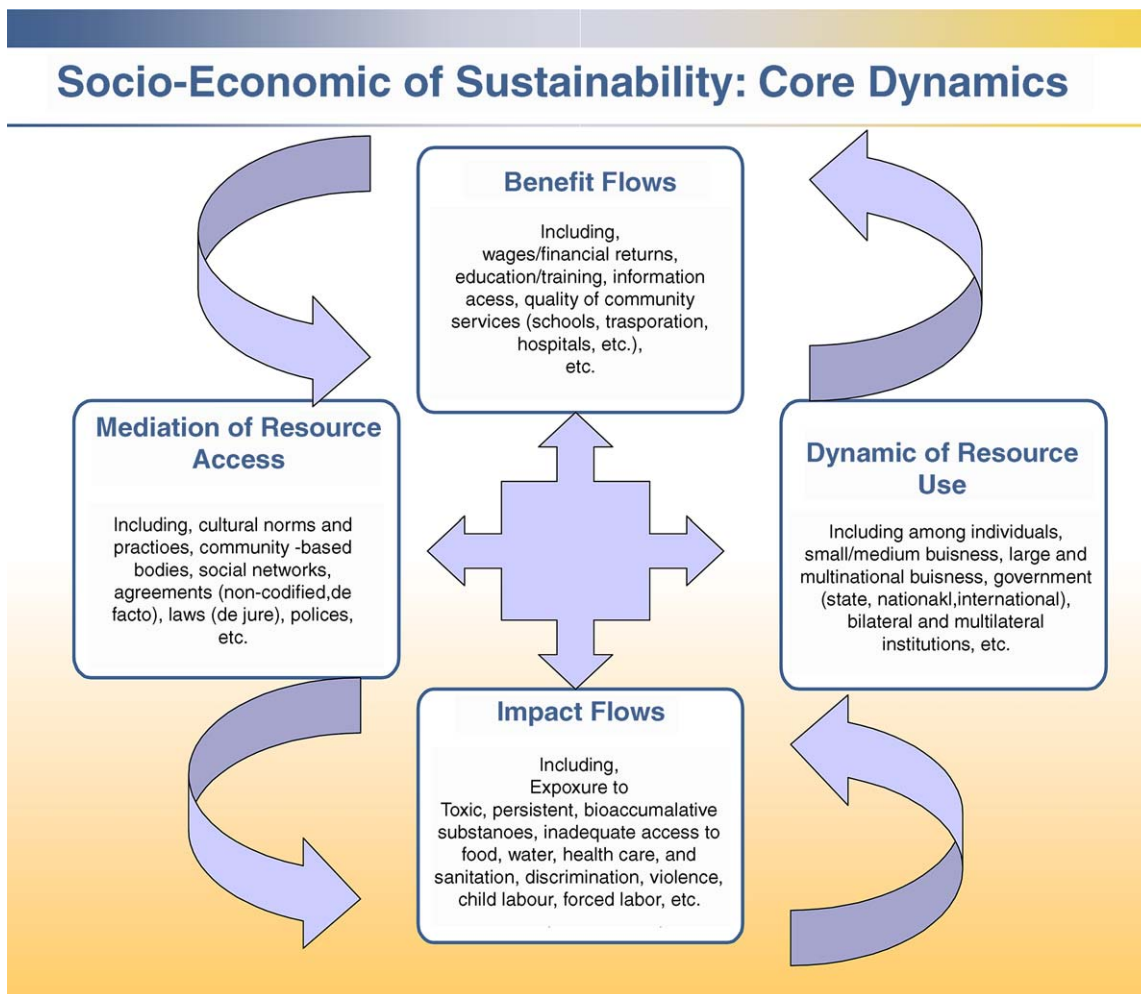 Socio-Economic of Sustainability: Core Dynamics
Benefit Flows
Including,
wages/financial returns,
education/training, information
acess, quality of community
services (schools, trasporation,
hospitals, etc.),
etc.
Mediation of Resource
Access
Including, cultural norms and
practioes, community -based
bodies, social networks,
agreements (non-codified,de
facto), laws (de jure), polices,
etc.
Dynamic of Resource
Use
Including among individuals,
small/medium buisness, large and
multinational buisness, government
(state, nationakl,international),
bilateral and multilateral
institutions, etc.
Impact Flows
Including,
Expoxure to
Toxic, persistent, bioaccumalative
substanoes, inadequate access to
food, water, health care, and
sanitation, discrimination, violence,
child labour, forced labor, etc.